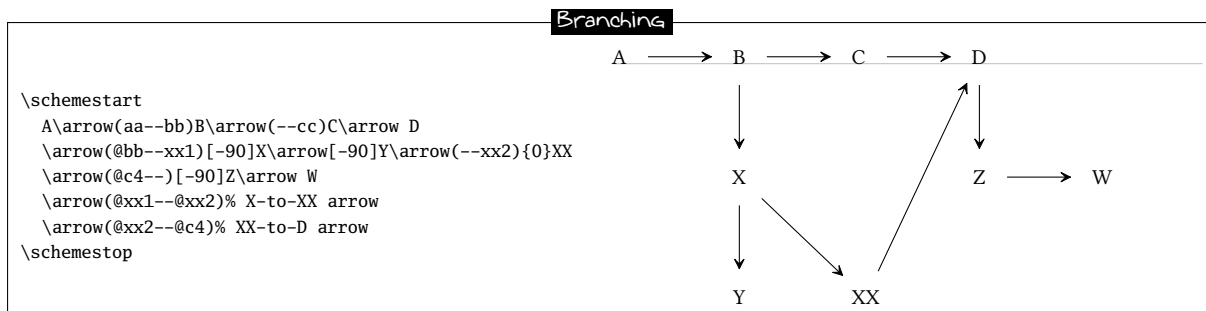 Branching
\schemestart
A\arrow(aa--bb)B\arrow(--cc)C\arrow D
\arrow(@bb--xx1)[-90]X\arrow[-90]Y\arrow(--xx2){0}XX
\arrow(@c4--)[-90]Z\arrow W
\arrow(@xx1--@xx2)% X-to-XX arrow
\arrow(@xx2--@c4)% XX-to-D arrow
\schemestop
A B C D
X Z W
Y XX